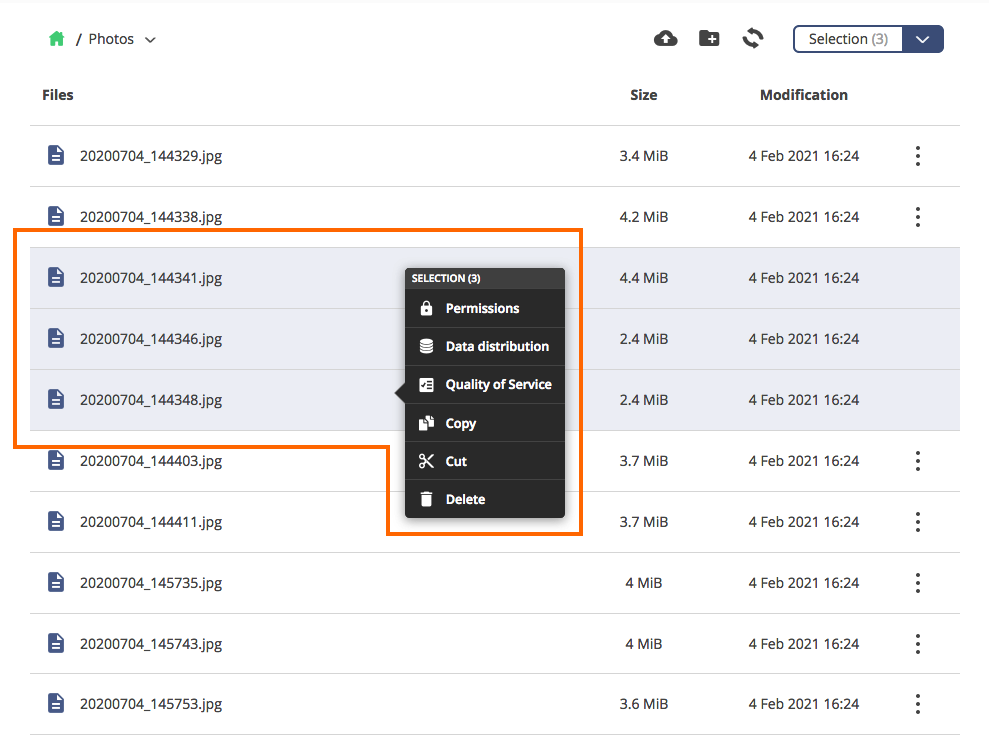 / Photos
Selection (3)
Files Size Modification
20200704_144329.jpg 3.4 MiB 4 Feb 2021 16:24
20200704_144338.jpg 4.2 MiB 4 Feb 2021 16:24
20200704_144341.jpg 4.4 MiB 4 Feb 2021 16:24
20200704_144346.jpg 2.4 MiB 4 Feb 2021 16:24
20200704_144348.jpg 2.4 MiB 4 Feb 2021 16:24
20200704_144403.jpg 3.7 MiB 4 Feb 2021 16:24
20200704_144411.jpg 3.7 MiB 4 Feb 2021 16:24
20200704_145735.jpg 4 MiB 4 Feb 2021 16:24
20200704_145743.jpg 4 MiB 4 Feb 2021 16:24
20200704_145753.jpg 3.6 MiB 4 Feb 2021 16:24
SELECTION (3)
Permissions
Data distribution
Quality of Service
Copy
Cut
Delete